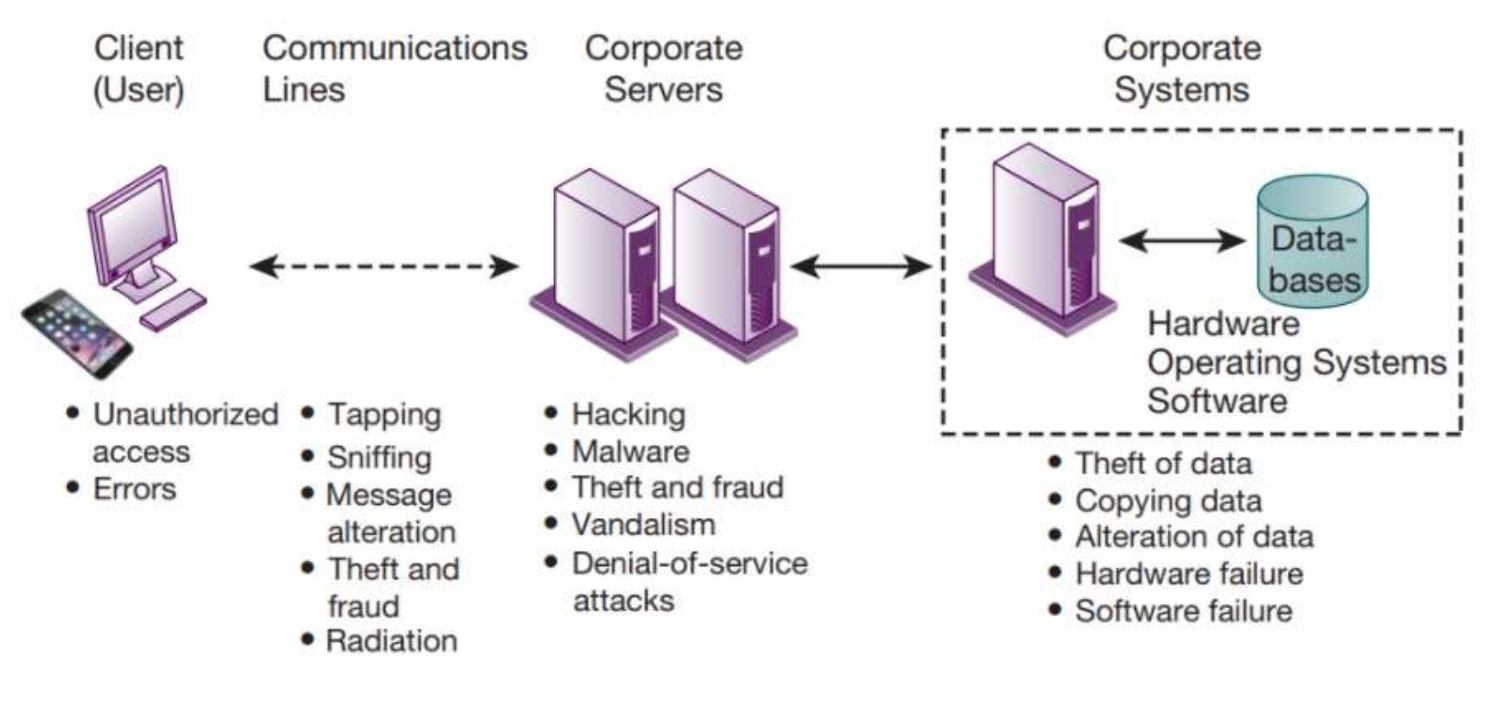 Client
(User)
Communications
Lines
Corporate
Servers
Corporate
Systems
Data-
bases
Hardware
Operating Systems
Software
• Unauthorized
access
• Errors
• Tapping
• Sniffing
• Message
alteration
• Theft and
fraud
• Radiation
• Hacking
• Malware
• Theft and fraud
• Vandalism
• Denial-of-service
attacks
• Theft of data
• Copying data
• Alteration of data
• Hardware failure
• Software failure